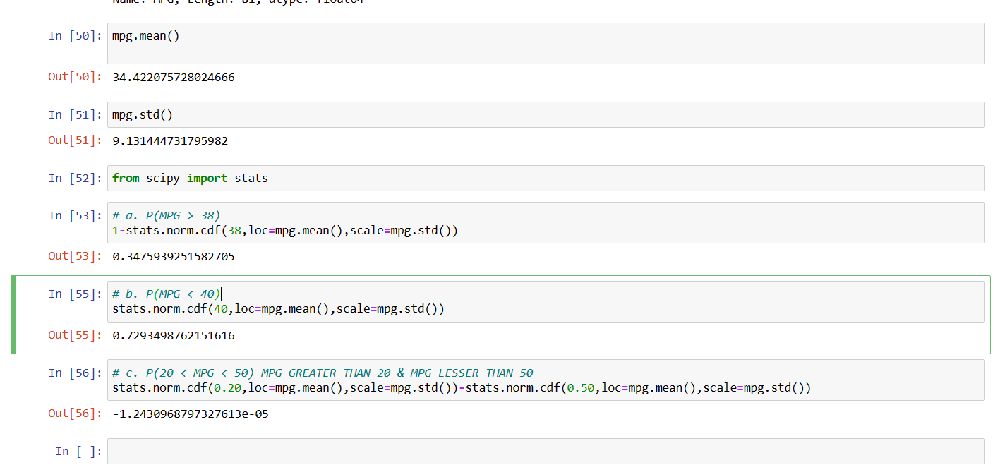 Name: MPG, Length: 81, dtype: float64
In [50]: mpg.mean()
Out[50]: 34.422075728024666
In [51]: mpg.std()
Out[51]: 9.131444731795982
In [52]: from scipy import stats
In [53]: # a. P(MPG > 38)
1-stats.norm.cdf(38,loc=mpg.mean(),scale=mpg.std())
Out[53]: 0.3475939251582705
In [55]: # b. P(MPG < 40)
stats.norm.cdf(40,loc=mpg.mean(),scale=mpg.std())
Out[55]: 0.7293498762151616
In [56]: # c. P(20 < MPG < 50) MPG GREATER THAN 20 & MPG LESSER THAN 50
stats.norm.cdf(0.20,loc=mpg.mean(),scale=mpg.std())-stats.norm.cdf(0.50,loc=mpg.mean(),scale=mpg.std())
Out[56]: -1.2430968797327613e-05
In [ ]: